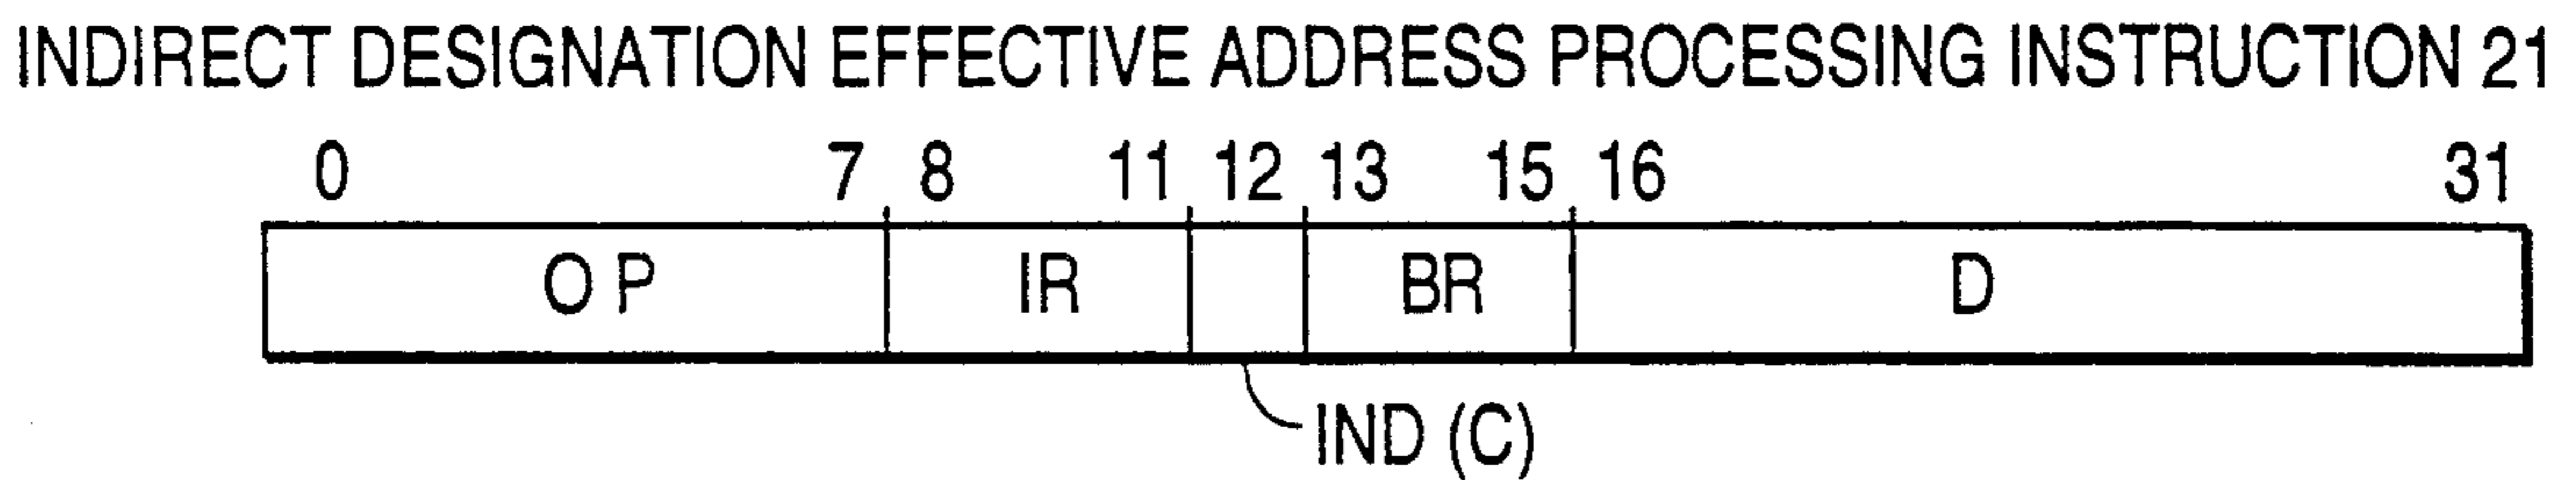 INDIRECT DESIGNATION EFFECTIVE ADDRESS PROCESSING INSTRUCTION 21
0 7 8 11 12 13 15 16 31
O P IR BR D
IND (C)